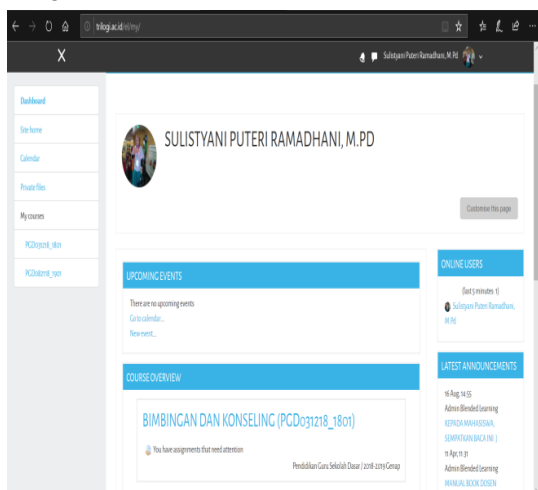 trilogi.ac.id/el/my/
X
Sulistyani Puteri Ramadhani, M.Pd
Dashboard
Site home
Calendar
Private files
My courses
PGD031218_1801
SULISTYANI PUTERI RAMADHANI, M.PD
Customise this page
UPCOMING EVENTS
There are no upcoming events
Go to calendar...
New event...
COURSE OVERVIEW
BIMBINGAN DAN KONSELING (PGD031218_1801)
You have assignments that need attention
Pendidikan Guru Sekolah Dasar / 2018-2019 Genap
ONLINE USERS
(last 5 minutes: 1)
Sulistyani Puteri Ramadhani,
M.Pd
LATEST ANNOUNCEMENTS
16 Aug, 14:55
Admin Blended Learning
KEPADA MAHASISWA,
SEMPATKAN BACA INI :)
11 Apr, 11:31
Admin Blended Learning
MANUAL BOOK DOSEN